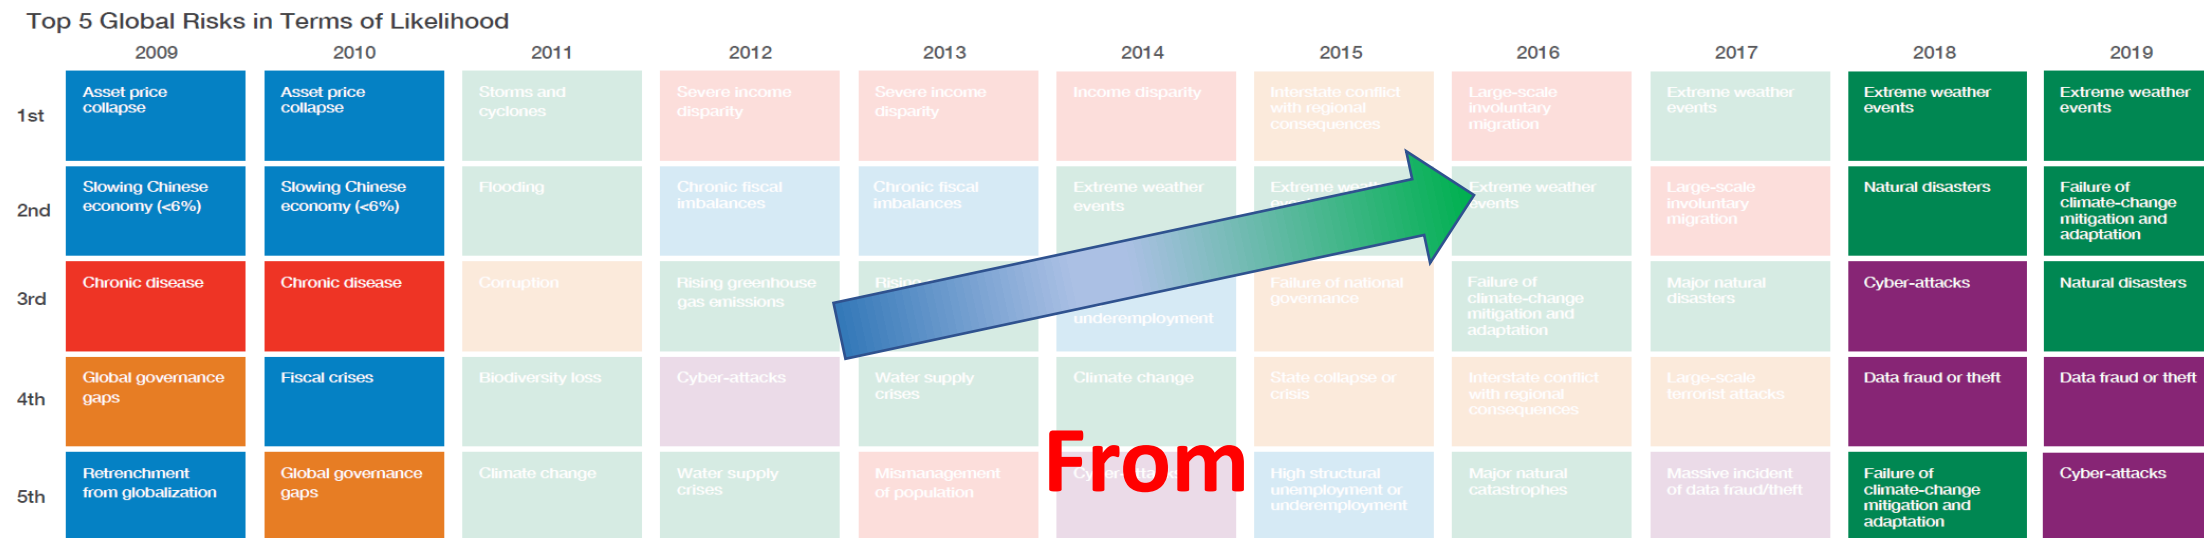 Top 5 Global Risks in Terms of Likelihood
2009 2010 2011 2012 2013 2014 2015 2016 2017 2018 2019
1st
Asset price
collapse
Asset price
collapse
Storms and
cyclones
Severe income
disparity
Severe income
disparity
Income disparity
Interstate conflict
with regional
consequences
Large-scale
involuntary
migration
Extreme weather
events
Extreme weather
events
Extreme weather
events
2nd
Slowing Chinese
economy (<6%)
Slowing Chinese
economy (<6%)
Flooding
Chronic fiscal
imbalances
Chronic fiscal
imbalances
Extreme weather
events
Extreme
Extreme weather
events
Large-scale
involuntary
migration
Natural disasters
Failure of
climate-change
mitigation and
adaptation
3rd
Chronic disease
Chronic disease
Corruption
Rising greenhouse
gas emissions
Rising
underemployment
Failure of national
governance
Failure of
climate-change
mitigation and
adaptation
Major natural
disasters
Cyber-attacks
Natural disasters
4th
Global governance
gaps
Fiscal crises
Biodiversity loss
Cyber-attacks
Water supply
crises
Climate change
State collapse or
crisis
Interstate conflict
with regional
consequences
Large-scale
terrorist attacks
Data fraud or theft
Data fraud or theft
5th
Retrenchment
from globalization
Global governance
gaps
Climate change
Water supply
crises
Mismanagement
of population
From
High structural
unemployment or
underemployment
Major natural
catastrophes
Massive incident
of data fraud/theft
Failure of
climate-change
mitigation and
adaptation
Cyber-attacks